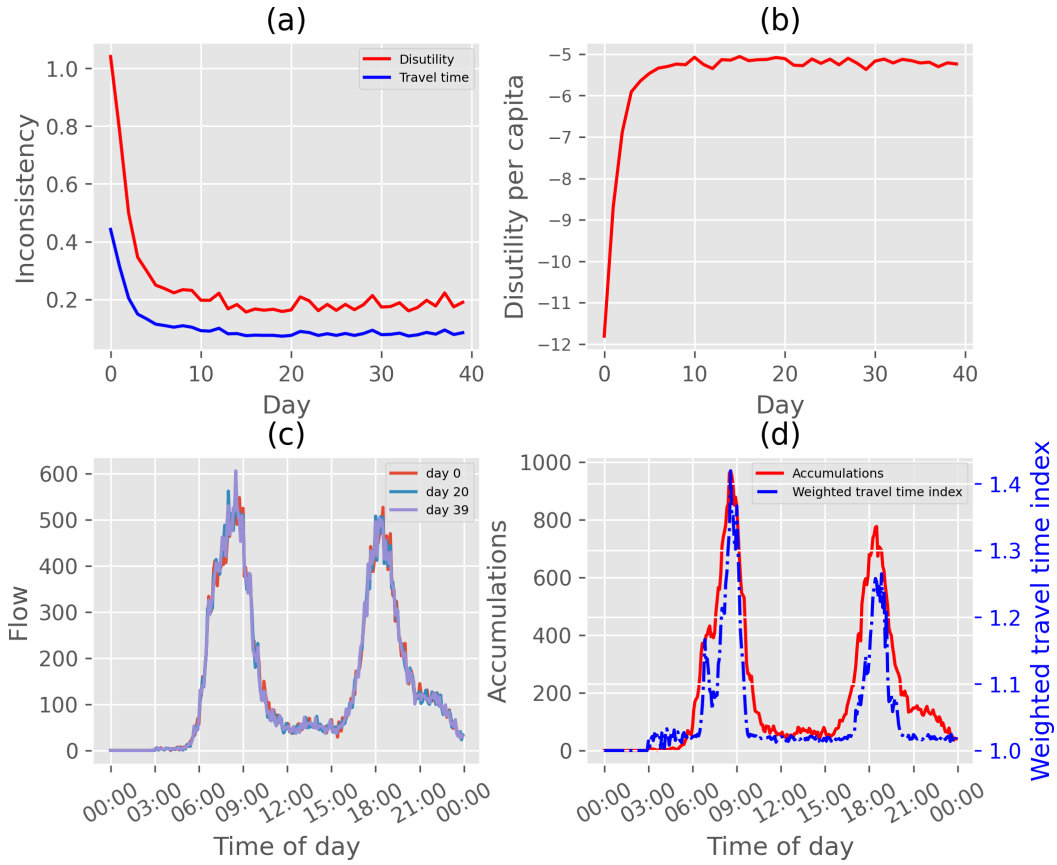 (a)
Inconsistency
1.0
0.8
0.6
0.4
0.2
Disutility
Travel time
0 10 20 30 40
Day
(b)
Disutility per capita
−5
−6
−7
−8
−9
−10
−11
−12
0 10 20 30 40
Day
(c)
Flow
600
500
400
300
200
100
0
day 0
day 20
day 39
00:00 03:00 06:00 09:00 12:00 15:00 18:00 21:00 00:00
Time of day
(d)
Accumulations
1000
800
600
400
200
0
Accumulations
Weighted travel time index
1.4
1.3
1.2
1.1
1.0
Weighted travel time index
00:00 03:00 06:00 09:00 12:00 15:00 18:00 21:00 00:00
Time of day